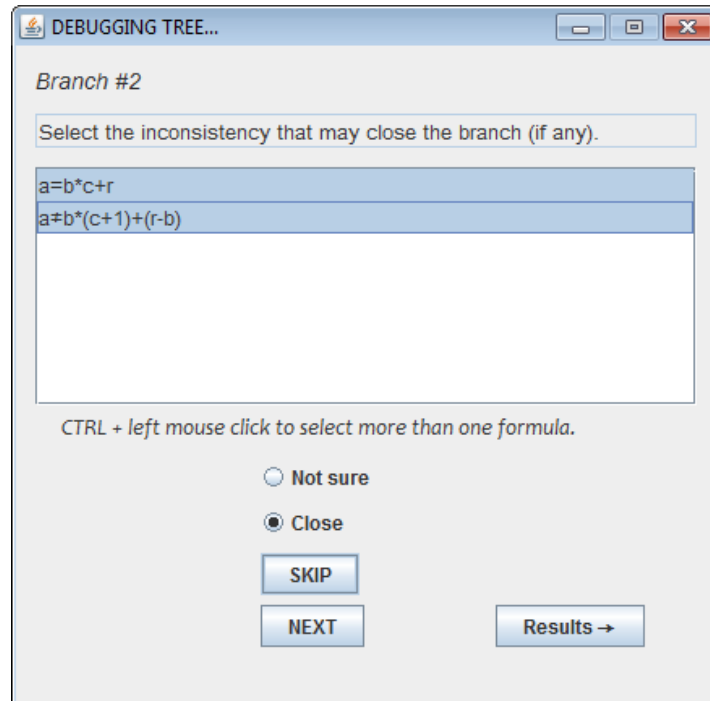 DEBUGGING TREE...
Branch #2
Select the inconsistency that may close the branch (if any).
a=b*c+r
a≠b*(c+1)+(r-b)
CTRL + left mouse click to select more than one formula.
Not sure
Close
SKIP
NEXT Results→